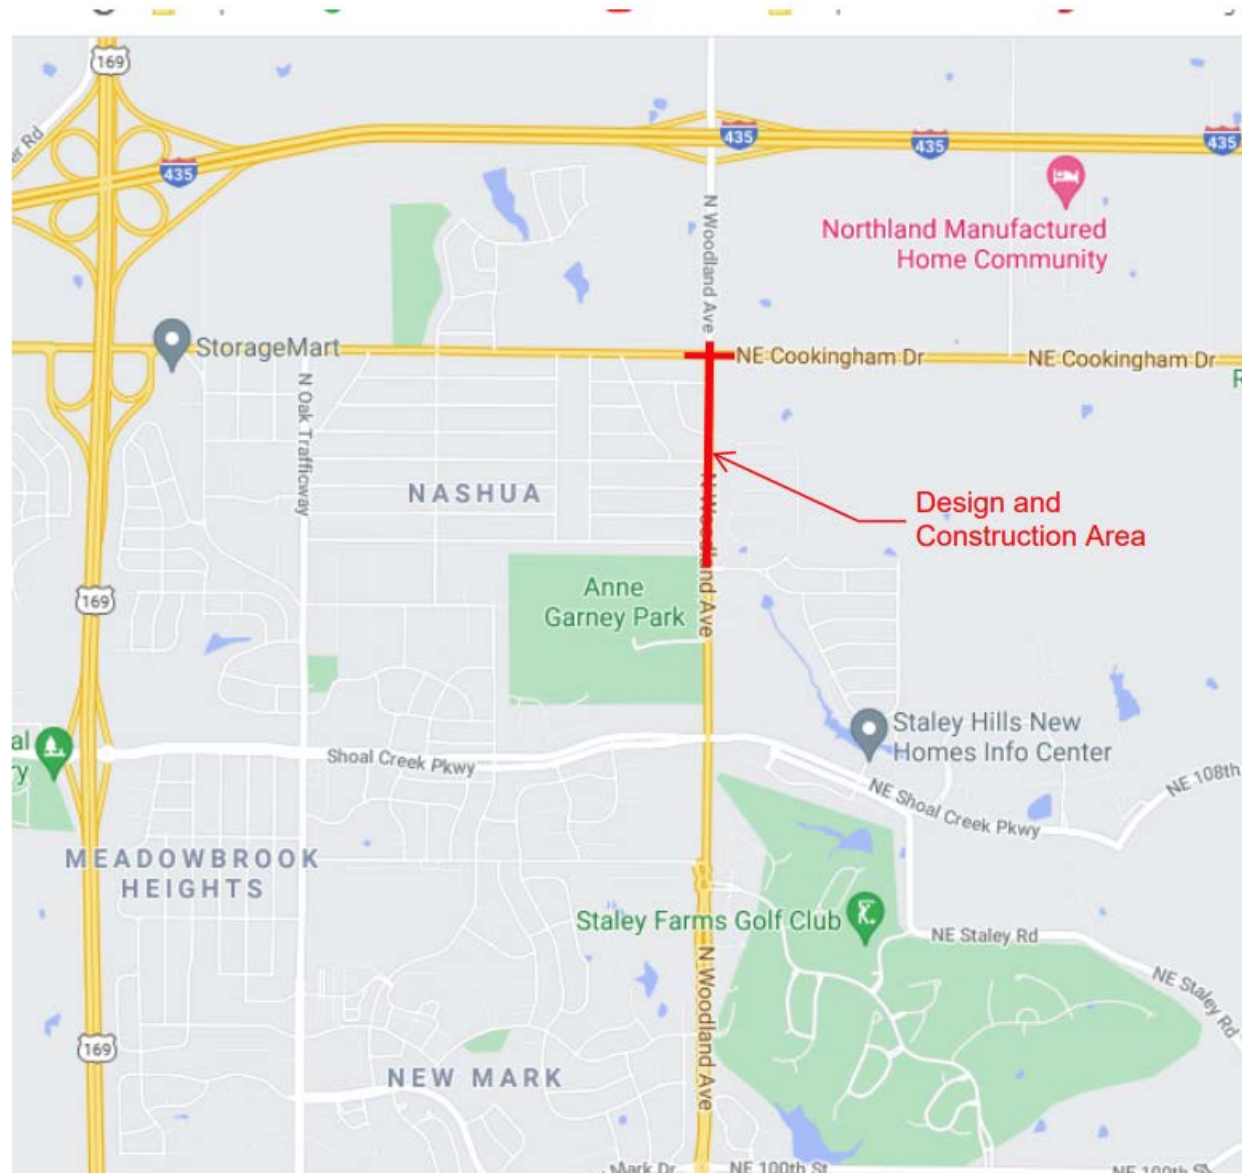 169
435
435
435
435
N Woodland Ave
Northland Manufactured
Home Community
StorageMart
NE Cookingham Dr
NE Cookingham Dr
N Oak Trafficway
NASHUA
N Woodland Ave
Design and
Construction Area
Anne
Garney Park
169
Staley Hills New
Homes Info Center
Shoal Creek Pkwy
NE Shoal Creek Pkwy
NE 108th
MEADOWBROOK
HEIGHTS
Staley Farms Golf Club
NE Staley Rd
NE Staley Rd
N Woodland Ave
169
NEW MARK
NE 100th St